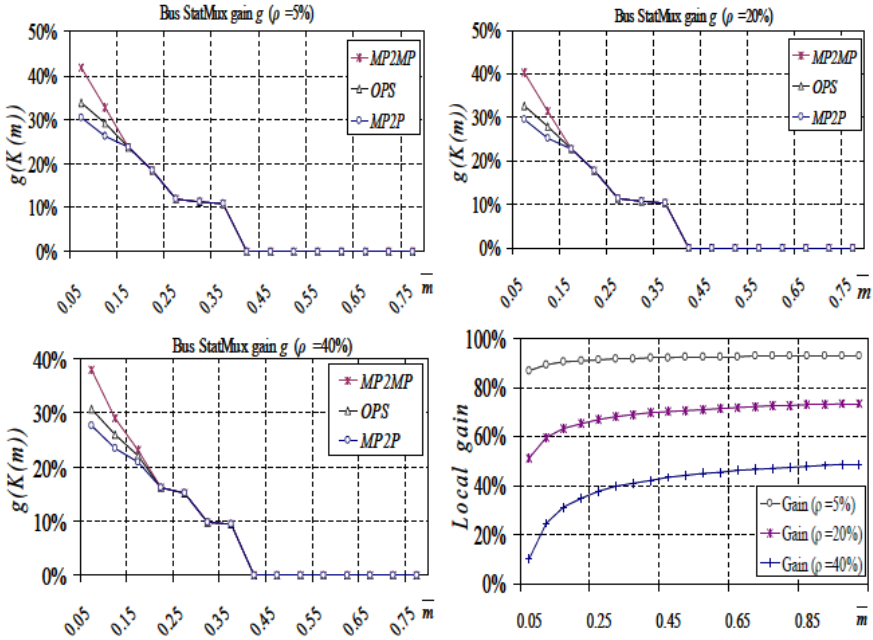 Bus StatMux gain g (ρ =5%)
50%
40%
30%
20%
10%
0%
g(K(m))
MP2MP
OPS
MP2P
0.05
0.15
0.25
0.35
0.45
0.55
0.65
0.75
m
Bus StatMux gain g (ρ =20%)
50%
40%
30%
20%
10%
0%
g(K(m))
MP2MP
OPS
MP2P
0.05
0.15
0.25
0.35
0.45
0.55
0.65
0.75
m
Bus StatMux gain g (ρ =40%)
40%
30%
20%
10%
0%
g(K(m))
MP2MP
OPS
MP2P
0.05
0.15
0.25
0.35
0.45
0.55
0.65
0.75
m
100%
80%
60%
40%
20%
0%
Local gain
Gain (ρ=5%)
Gain (ρ=20%)
Gain (ρ=40%)
0.05
0.25
0.45
0.65
0.85
m